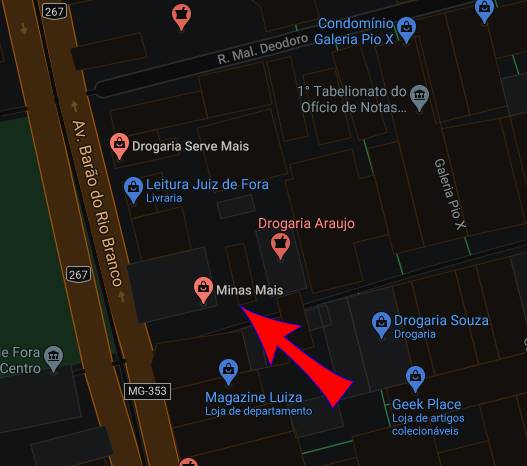 267
Condomínio
Galeria Pio X
R. Mal. Deodoro
1° Tabelionato do
Ofício de Notas...
Drogaria Serve Mais
Av. Barão do Rio Branco
Leitura Juiz de Fora
Livraria
Galeria Pio X
Drogaria Araujo
267
Minas Mais
Drogaria Souza
Drogaria
de Fora
Centro
MG-353
Magazine Luiza
Loja de departamento
Geek Place
Loja de artigos
colecionáveis